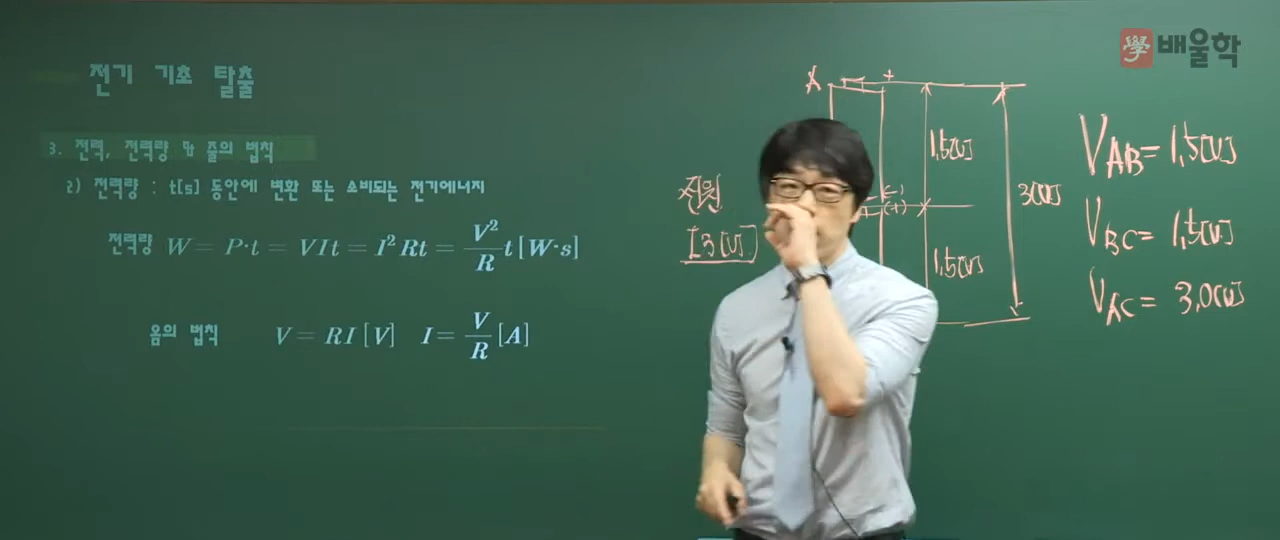 學 배울학
전기 기초 탈출
3. 전력, 전력량 및 줄의 법칙
2) 전력량 : t[s] 동안에 변환 또는 소비되는 전기에너지
전력량 W = P·t = VIt = I²Rt = V²/R t [W·s]
옴의 법칙 V = RI [V] I = V/R [A]
A +
전원
3[V]
(-)
(+)
1.5[V]
1.5[V]
3[V]
V_AB = 1.5[V]
V_BC = 1.5[V]
V_AC = 3.0[V]